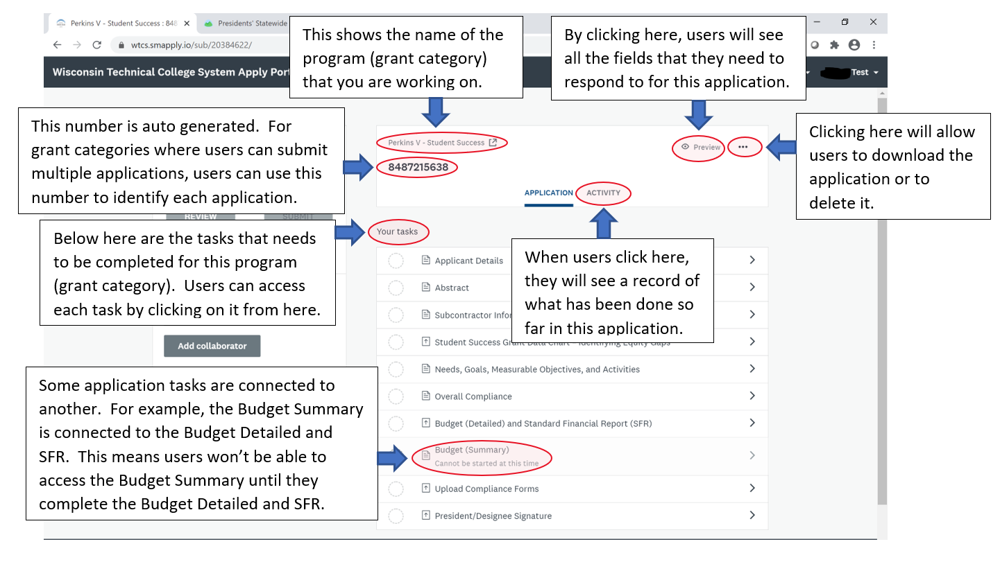 Perkins V - Student Success : 848
Presidents' Statewide
wtcs.smapply.io/sub/20384622/
Wisconsin Technical College System Apply Por
Test
This shows the name of the
program (grant category)
that you are working on.
By clicking here, users will see
all the fields that they need to
respond to for this application.
This number is auto generated.  For
grant categories where users can submit
multiple applications, users can use this
number to identify each application.
Perkins V - Student Success
8487215638
Preview
•••
Clicking here will allow
users to download the
application or to
delete it.
APPLICATION
ACTIVITY
REVIEW
SUBMIT
Below here are the tasks that needs
to be completed for this program
(grant category).  Users can access
each task by clicking on it from here.
Your tasks
When users click here,
they will see a record of
what has been done so
far in this application.
Applicant Details
Abstract
Subcontractor Infor
Student Success Grant Data Chart - Identifying Equity Gaps
Needs, Goals, Measurable Objectives, and Activities
Overall Compliance
Budget (Detailed) and Standard Financial Report (SFR)
Budget (Summary)
Cannot be started at this time
Upload Compliance Forms
President/Designee Signature
Add collaborator
Some application tasks are connected to
another.  For example, the Budget Summary
is connected to the Budget Detailed and
SFR.  This means users won't be able to
access the Budget Summary until they
complete the Budget Detailed and SFR.